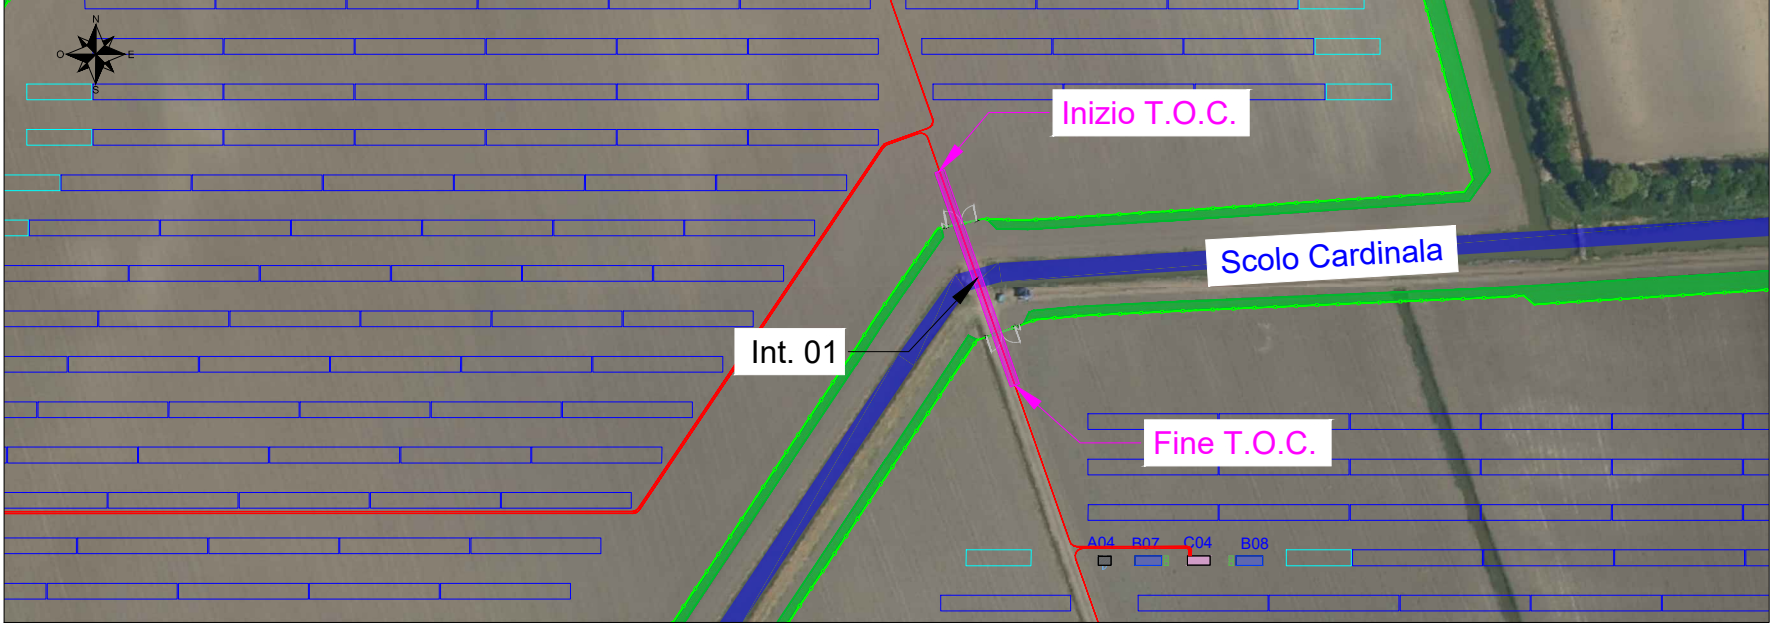 N
O
E
S
Inizio T.O.C.
Scolo Cardinala
Int. 01
Fine T.O.C.
A04 B07 C04 B08